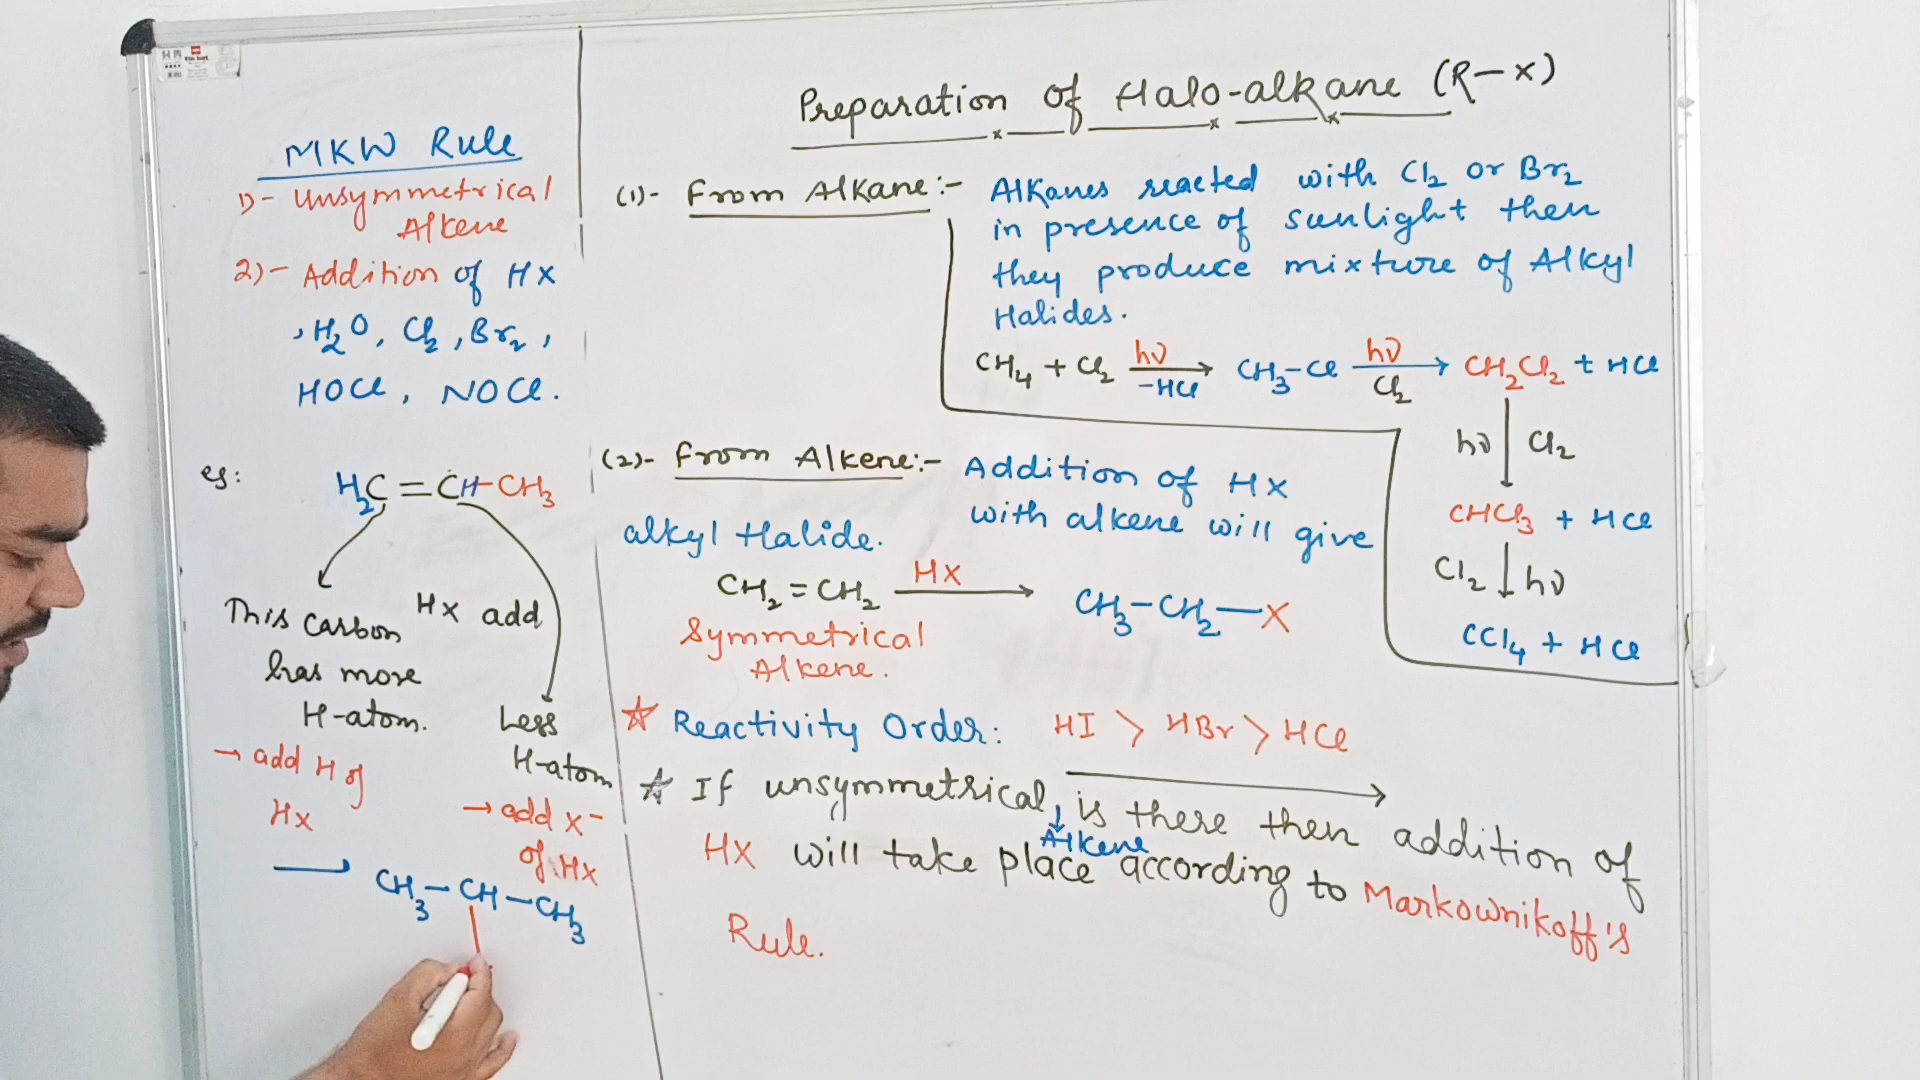 MKW Rule
1)- Unsymmetrical
Alkene
2)- Addition of HX
, H₂O, Cl₂, Br₂,
HOCl, NOCl.
eg:
H₂C = CH-CH₃
HX add
This carbon
has more
H-atom.
→ add H of
HX
Less
H-atom
→ add X-
of HX
→ CH₃-CH-CH₃
Preparation of Halo-alkane (R-X)
(1)- From Alkane:- Alkanes reacted with Cl₂ or Br₂
in presence of sunlight then
they produce mixture of Alkyl
Halides.
CH₄ + Cl₂ hν -HCl → CH₃-Cl hν Cl₂ → CH₂Cl₂ + HCl
hν ↓ Cl₂
CHCl₃ + HCl
Cl₂ ↓ hν
CCl₄ + HCl
(2)- From Alkene:- Addition of HX
with alkene will give
alkyl Halide.
CH₂ = CH₂ HX → CH₃-CH₂-X
Symmetrical
Alkene.
☆ Reactivity Order: HI > HBr > HCl
☆ If unsymmetrical, is there then addition of
Alkene
HX will take place according to Markownikoff's
Rule.